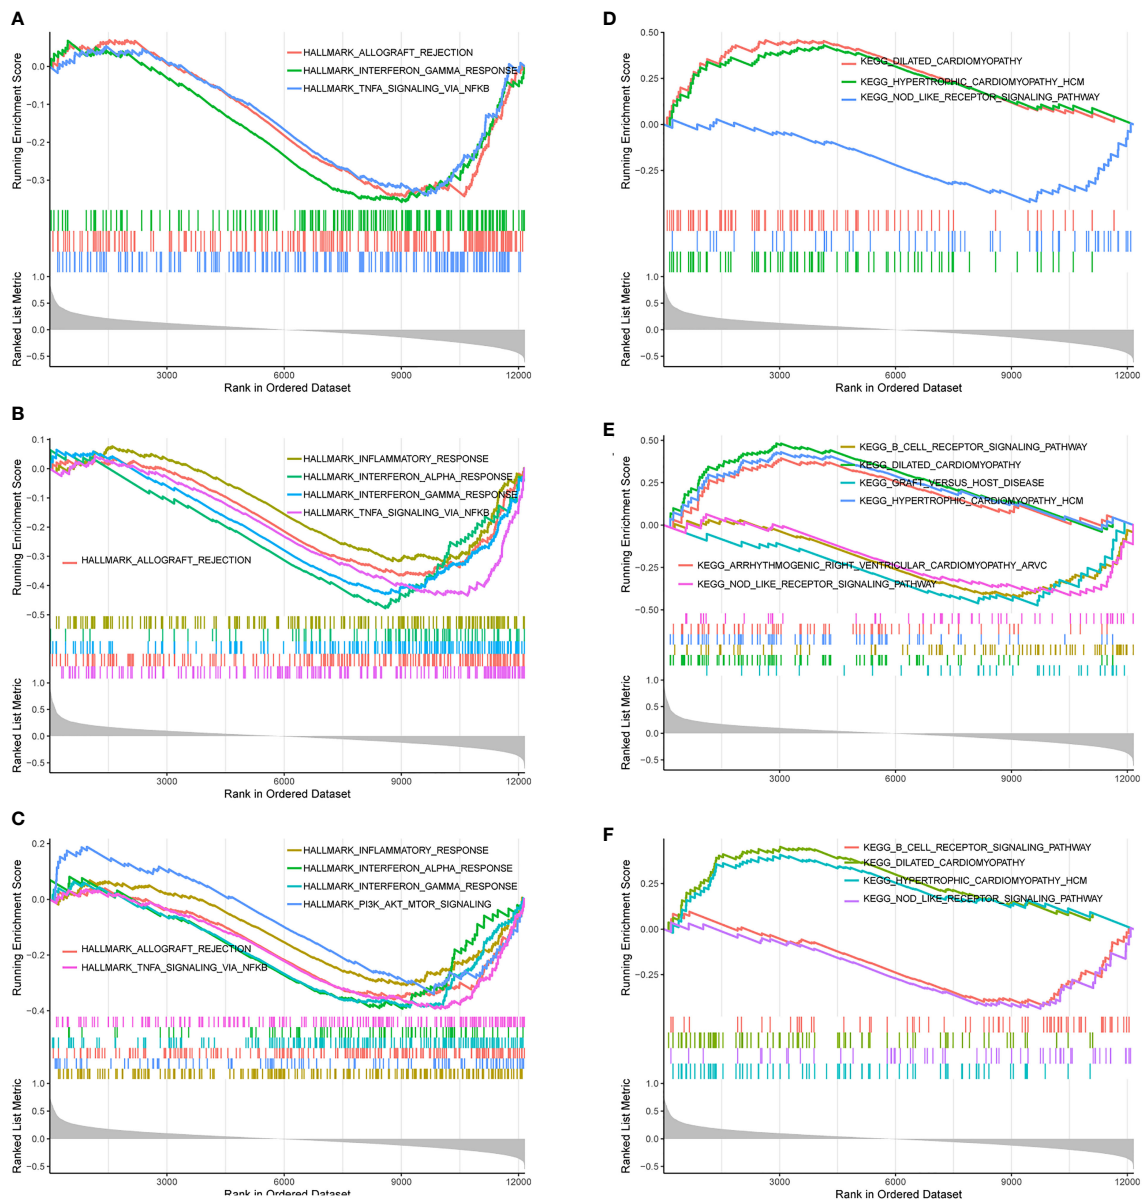 A
Running Enrichment Score
0.0
−0.1
−0.2
−0.3
HALLMARK_ALLOGRAFT_REJECTION
HALLMARK_INTERFERON_GAMMA_RESPONSE
HALLMARK_TNFA_SIGNALING_VIA_NFKB
Ranked List Metric
1.0
0.5
0.0
−0.5
3000 6000 9000 12000
Rank in Ordered Dataset
B
Running Enrichment Score
0.1
0.0
−0.1
−0.2
−0.3
−0.4
−0.5
HALLMARK_INFLAMMATORY_RESPONSE
HALLMARK_INTERFERON_ALPHA_RESPONSE
HALLMARK_INTERFERON_GAMMA_RESPONSE
HALLMARK_TNFA_SIGNALING_VIA_NFKB
HALLMARK_ALLOGRAFT_REJECTION
Ranked List Metric
1.0
0.5
0.0
−0.5
3000 6000 9000 12000
Rank in Ordered Dataset
C
Running Enrichment Score
0.2
0.0
−0.2
−0.4
HALLMARK_INFLAMMATORY_RESPONSE
HALLMARK_INTERFERON_ALPHA_RESPONSE
HALLMARK_INTERFERON_GAMMA_RESPONSE
HALLMARK_PI3K_AKT_MTOR_SIGNALING
HALLMARK_ALLOGRAFT_REJECTION
HALLMARK_TNFA_SIGNALING_VIA_NFKB
Ranked List Metric
1.0
0.5
0.0
−0.5
3000 6000 9000 12000
Rank in Ordered Dataset
D
Running Enrichment Score
0.50
0.25
0.00
−0.25
KEGG_DILATED_CARDIOMYOPATHY
KEGG_HYPERTROPHIC_CARDIOMYOPATHY_HCM
KEGG_NOD_LIKE_RECEPTOR_SIGNALING_PATHWAY
Ranked List Metric
1.0
0.5
0.0
−0.5
3000 6000 9000 12000
Rank in Ordered Dataset
E
Running Enrichment Score
0.50
0.25
0.00
−0.25
−0.50
KEGG_B_CELL_RECEPTOR_SIGNALING_PATHWAY
KEGG_DILATED_CARDIOMYOPATHY
KEGG_GRAFT_VERSUS_HOST_DISEASE
KEGG_HYPERTROPHIC_CARDIOMYOPATHY_HCM
KEGG_ARRHYTHMOGENIC_RIGHT_VENTRICULAR_CARDIOMYOPATHY_ARVC
KEGG_NOD_LIKE_RECEPTOR_SIGNALING_PATHWAY
Ranked List Metric
1.0
0.5
0.0
−0.5
3000 6000 9000 12000
Rank in Ordered Dataset
F
Running Enrichment Score
0.25
0.00
−0.25
KEGG_B_CELL_RECEPTOR_SIGNALING_PATHWAY
KEGG_DILATED_CARDIOMYOPATHY
KEGG_HYPERTROPHIC_CARDIOMYOPATHY_HCM
KEGG_NOD_LIKE_RECEPTOR_SIGNALING_PATHWAY
Ranked List Metric
1.0
0.5
0.0
−0.5
3000 6000 9000 12000
Rank in Ordered Dataset